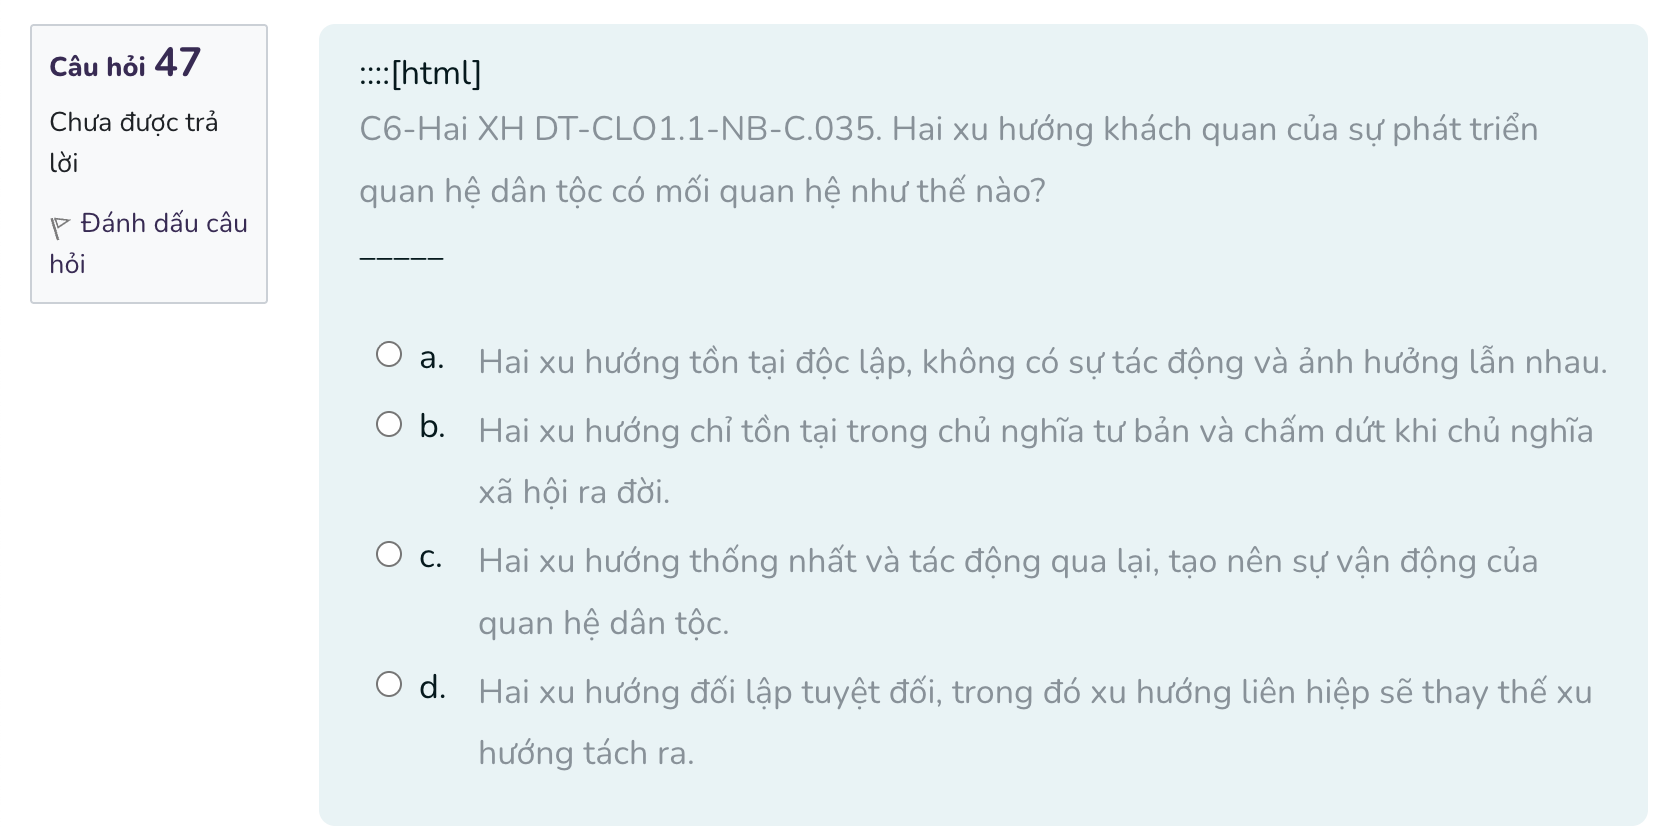 Câu hỏi 47
Chưa được trả
lời
Đánh dấu câu
hỏi
::::[html]
C6-Hai XH DT-CLO1.1-NB-C.035. Hai xu hướng khách quan của sự phát triển
quan hệ dân tộc có mối quan hệ như thế nào?
_____
a. Hai xu hướng tồn tại độc lập, không có sự tác động và ảnh hưởng lẫn nhau.
b. Hai xu hướng chỉ tồn tại trong chủ nghĩa tư bản và chấm dứt khi chủ nghĩa
xã hội ra đời.
c. Hai xu hướng thống nhất và tác động qua lại, tạo nên sự vận động của
quan hệ dân tộc.
d. Hai xu hướng đối lập tuyệt đối, trong đó xu hướng liên hiệp sẽ thay thế xu
hướng tách ra.